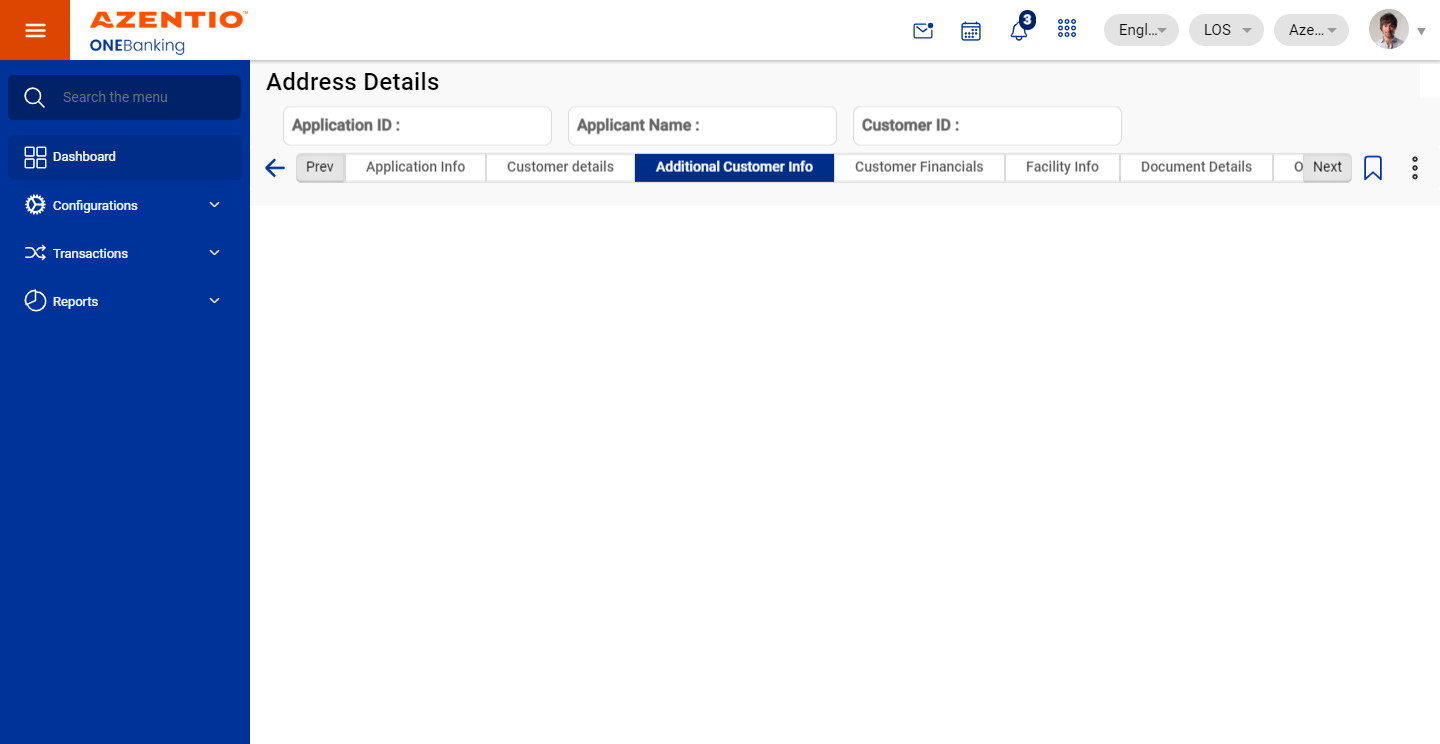 AZENTIO™
ONEBanking
3
Engl...
LOS
Aze...
Search the menu
Dashboard
Configurations
Transactions
Reports
Address Details
Application ID :
Applicant Name :
Customer ID :
Prev
Application Info
Customer details
Additional Customer Info
Customer Financials
Facility Info
Document Details
O
Next